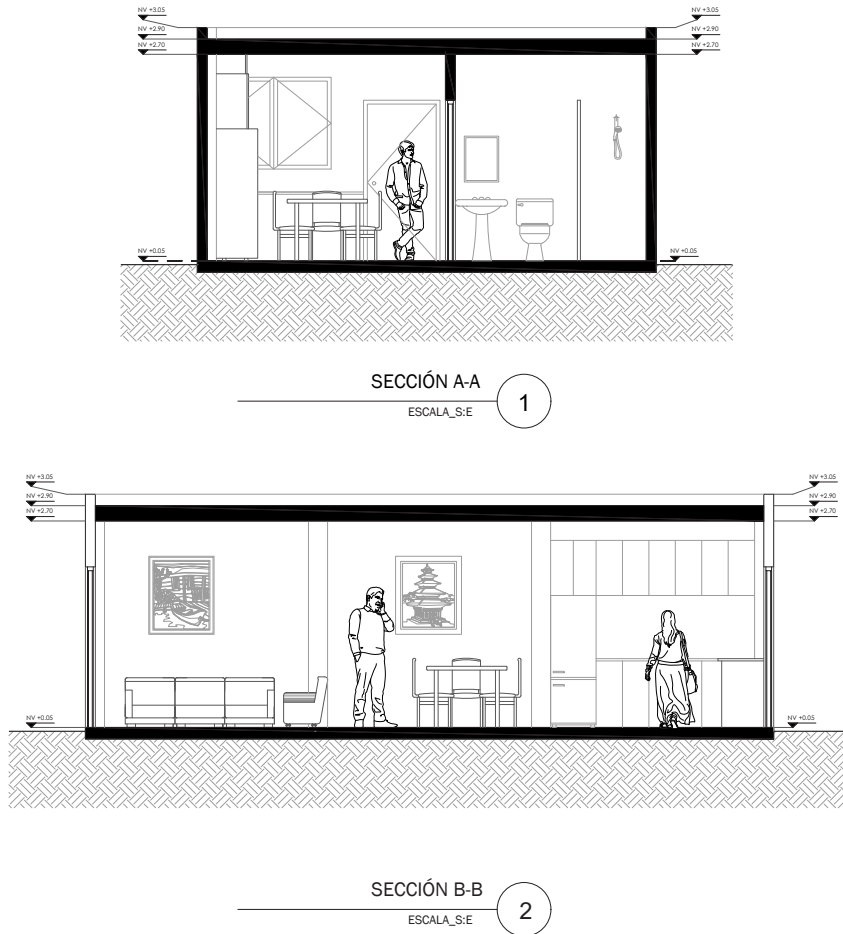 NV +3.05
NV +3.05
NV +2.90
NV +2.90
NV +2.70
NV +2.70
NV +0.05
NV +0.05
SECCIÓN A-A
1
ESCALA_S:E
NV +3.05
NV +3.05
NV +2.90
NV +2.90
NV +2.70
NV +2.70
NV +0.05
NV +0.05
SECCIÓN B-B
2
ESCALA_S:E